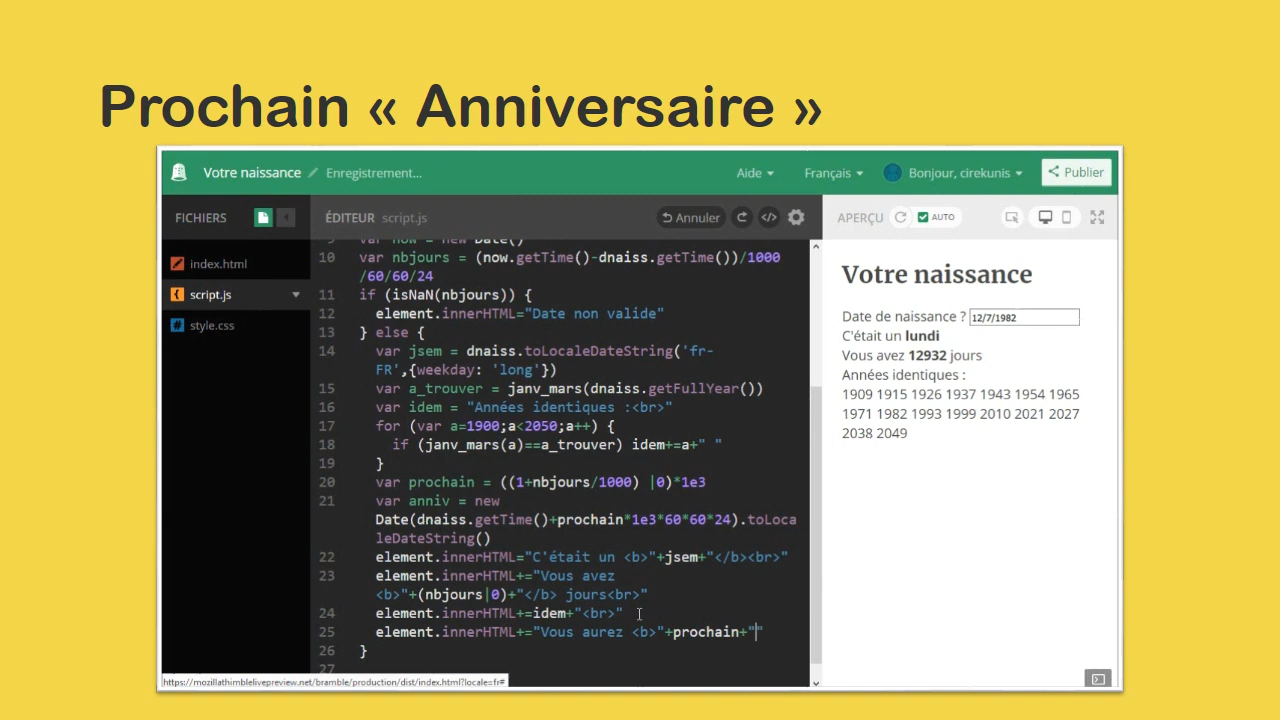 Prochain « Anniversaire »
Votre naissance Enregistrement... Aide Français Bonjour, cirekunis Publier
FICHIERS ÉDITEUR script.js Annuler </> APERÇU AUTO
index.html
script.js
style.css
9 var now = new Date()
10 var nbjours = (now.getTime()-dnaiss.getTime())/1000
/60/60/24
11 if (isNaN(nbjours)) {
12 element.innerHTML="Date non valide"
13 } else {
14 var jsem = dnaiss.toLocaleDateString('fr-
FR',{weekday: 'long'})
15 var a_trouver = janv_mars(dnaiss.getFullYear())
16 var idem = "Années identiques :<br>"
17 for (var a=1900;a<2050;a++) {
18 if (janv_mars(a)==a_trouver) idem+=a+" "
19 }
20 var prochain = ((1+nbjours/1000) |0)*1e3
21 var anniv = new
Date(dnaiss.getTime()+prochain*1e3*60*60*24).toLoca
leDateString()
22 element.innerHTML="C'était un <b>"+jsem+"</b><br>"
23 element.innerHTML+="Vous avez
<b>"+(nbjours|0)+"</b> jours<br>"
24 element.innerHTML+=idem+"<br>"
25 element.innerHTML+="Vous aurez <b>"+prochain+""
26 }
27
https://mozillathimblelivepreview.net/bramble/production/dist/index.html?locale=fr#
Votre naissance
Date de naissance ? 12/7/1982
C'était un lundi
Vous avez 12932 jours
Années identiques :
1909 1915 1926 1937 1943 1954 1965
1971 1982 1993 1999 2010 2021 2027
2038 2049